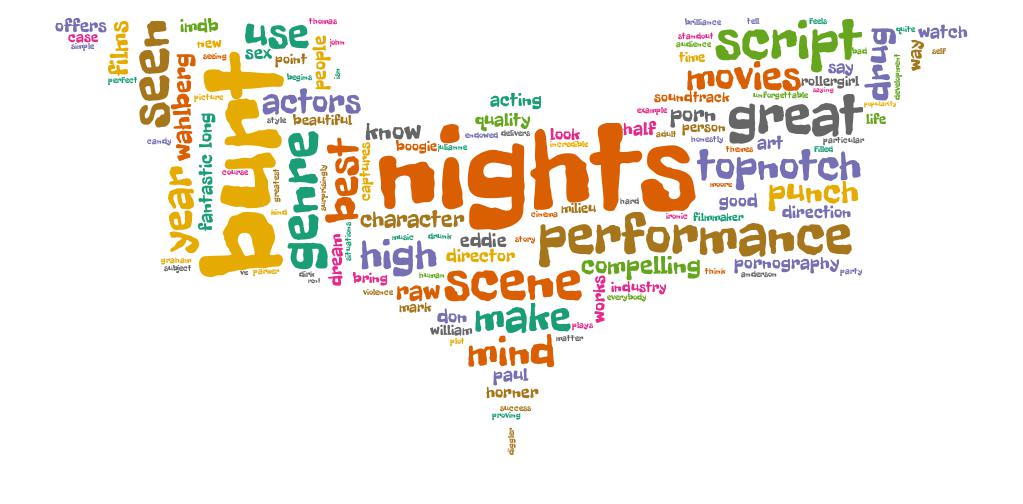 offers
case
simple
films
perfect
seen
imdb
new
seeing
use
sex
point
people
thomas
john
ism
begins
wahlberg
picture
blunt
actors
style
beautiful
candy
fantastic long
year
graham
subject
course
greatest
kind
ve
parker
genre
surprisingly
dirk
rent
best
dream
situations
captures
know
boogie
julianne
acting
quality
endowed
delivers
look
incredible
half
nights
character
cinema
milieu
hard
music
drunk
eddie
story
high
director
bring
human
violence
raw
mark
scene
performance
compelling
works
industry
everybody
don
william
plot
make
plays
matter
mind
paul
horner
success
proving
diggler
brilliance
tell
feels
standout
audience
time
script
bad
drug
quite
watch
way
self
development
movies
say
rollergirl
saying
unforgettable
popularity
soundtrack
example
porn
person
adult
honestly
great
life
particular
themes
art
filled
topnotch
moore
good
punch
direction
ironic
filmmaker
think
pornography
anderson
party